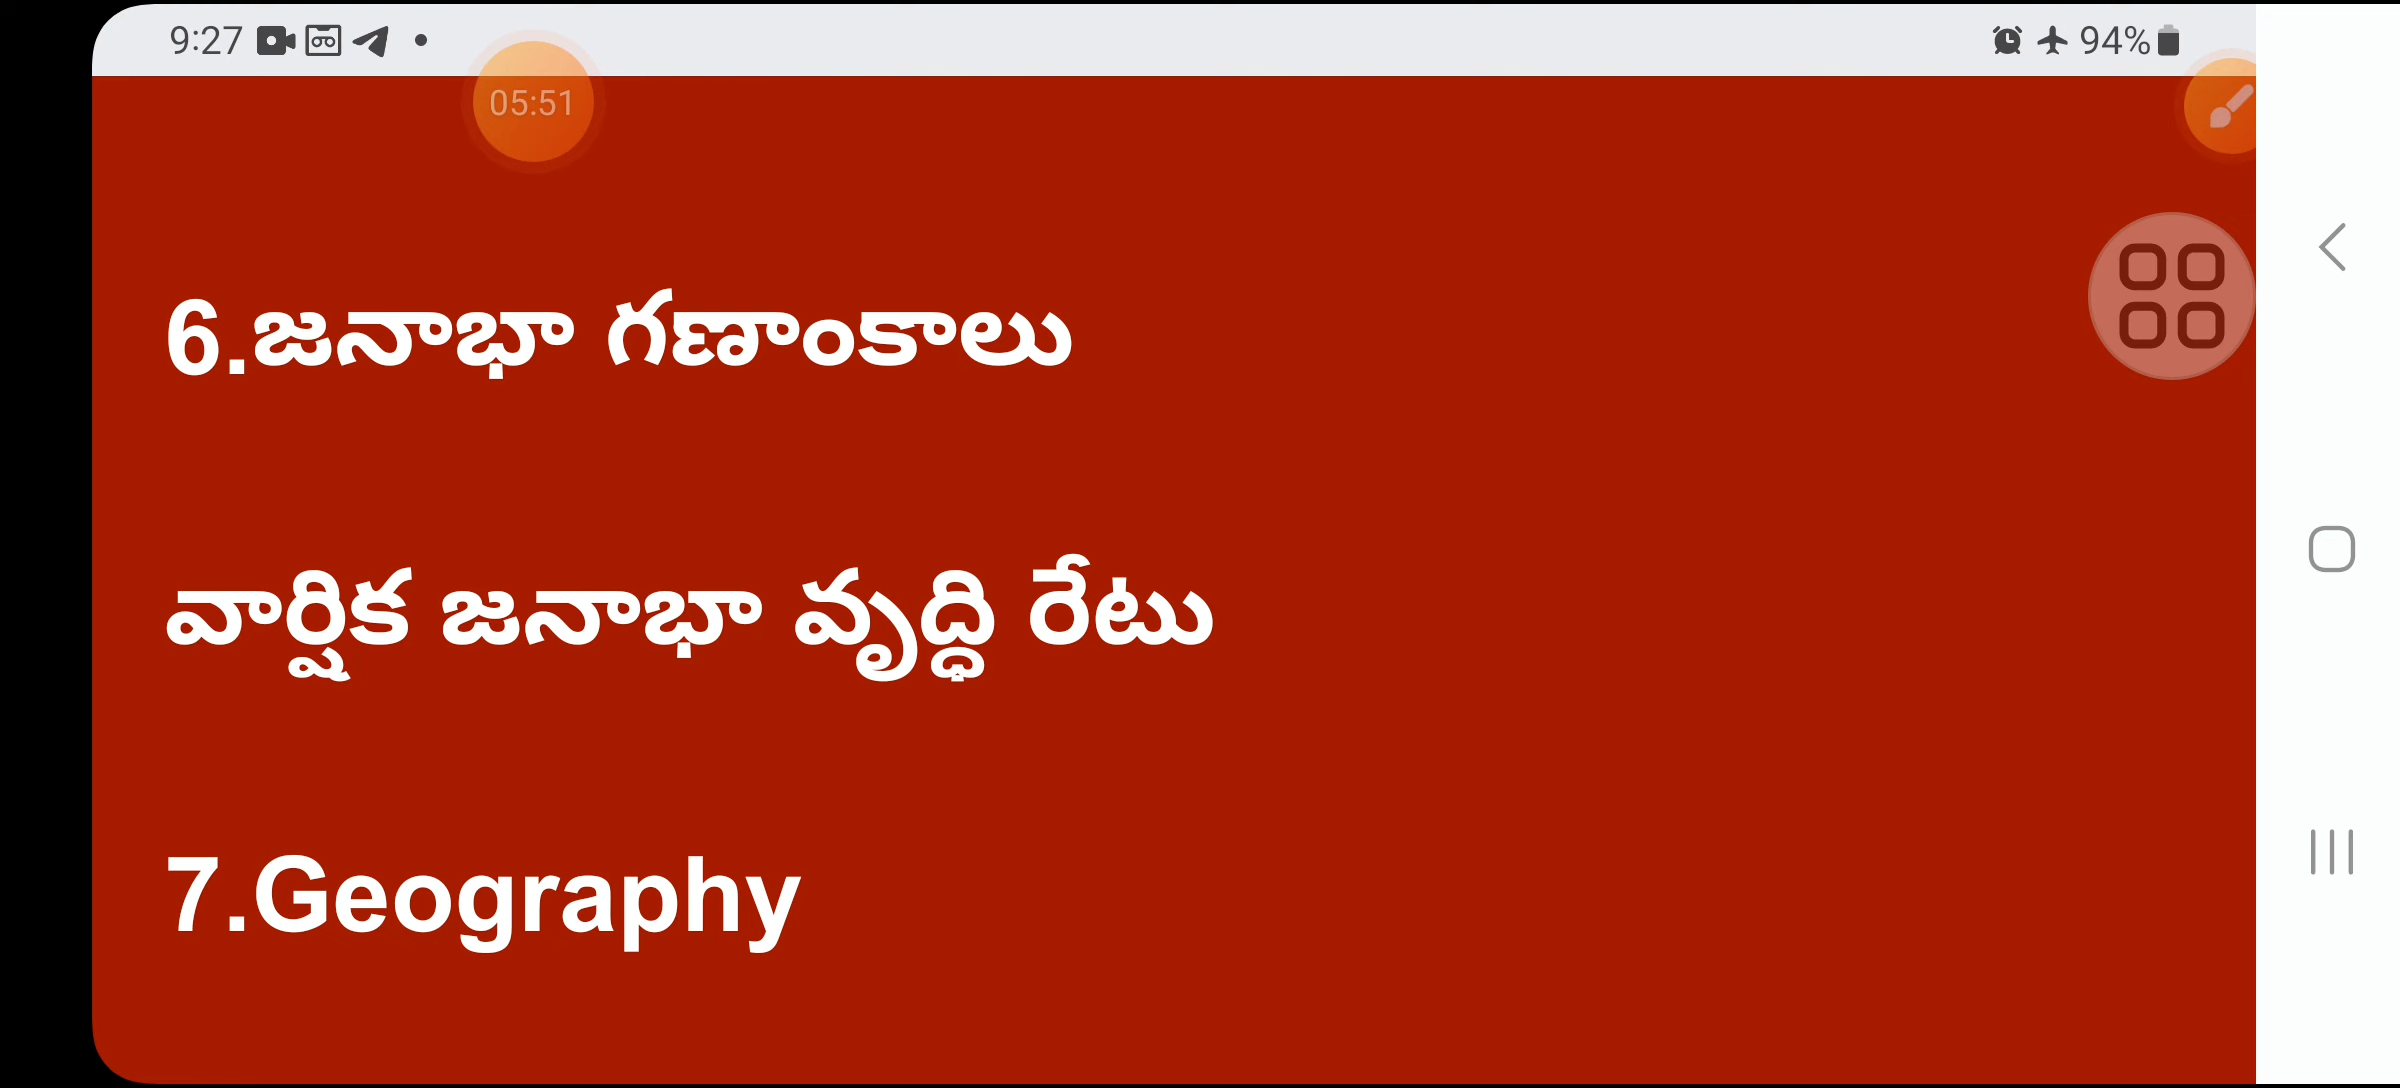 9:27
94%
05:51
6.జనాభా గణాంకాలు
వార్షిక జనాభా వృద్ధి రేటు
7.Geography